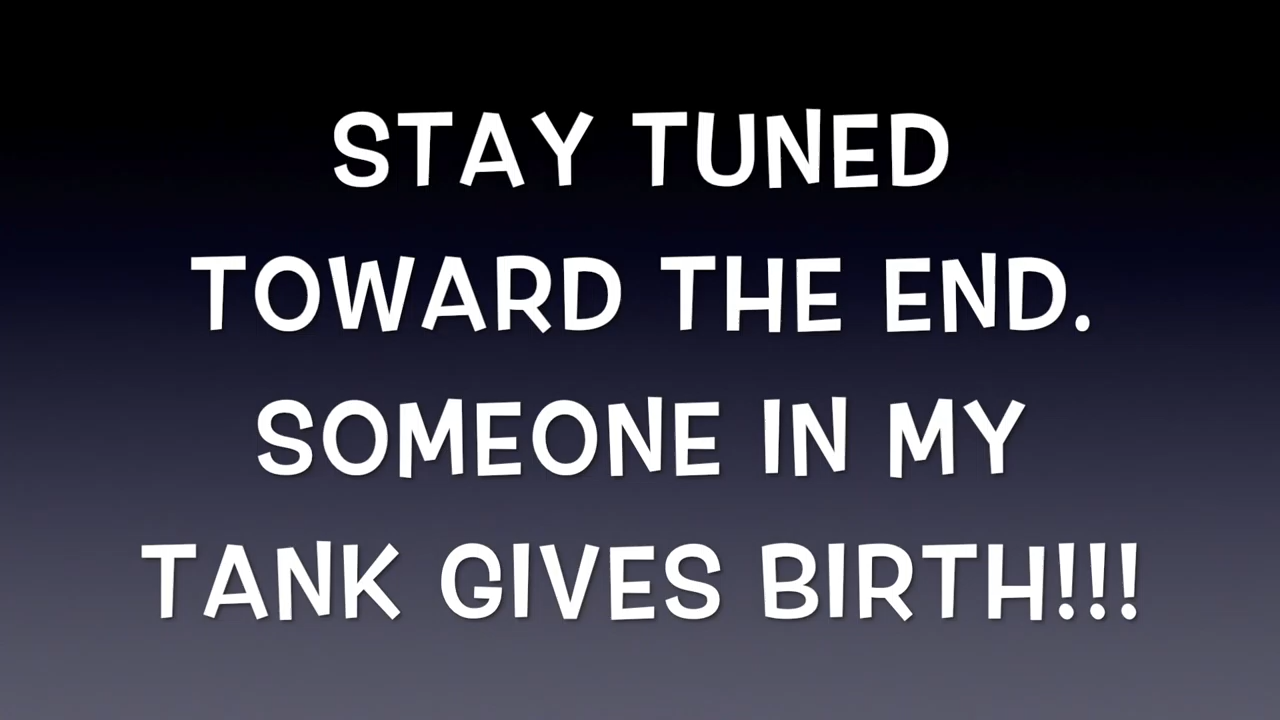 STAY TUNED
TOWARD THE END.
SOMEONE IN MY
TANK GIVES BIRTH!!!